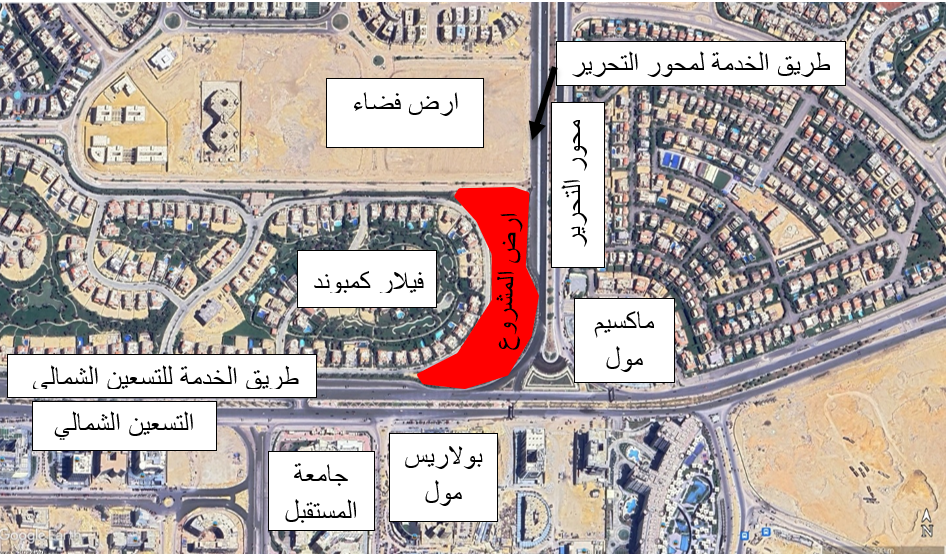 طريق الخدمة لمحور التحرير
ارض فضاء
محور التحرير
ارض المشروع
فيلار كمبوند
ماكسيم
مول
طريق الخدمة للتسعين الشمالي
التسعين الشمالي
بولاريس
مول
جامعة
المستقبل
Google
N